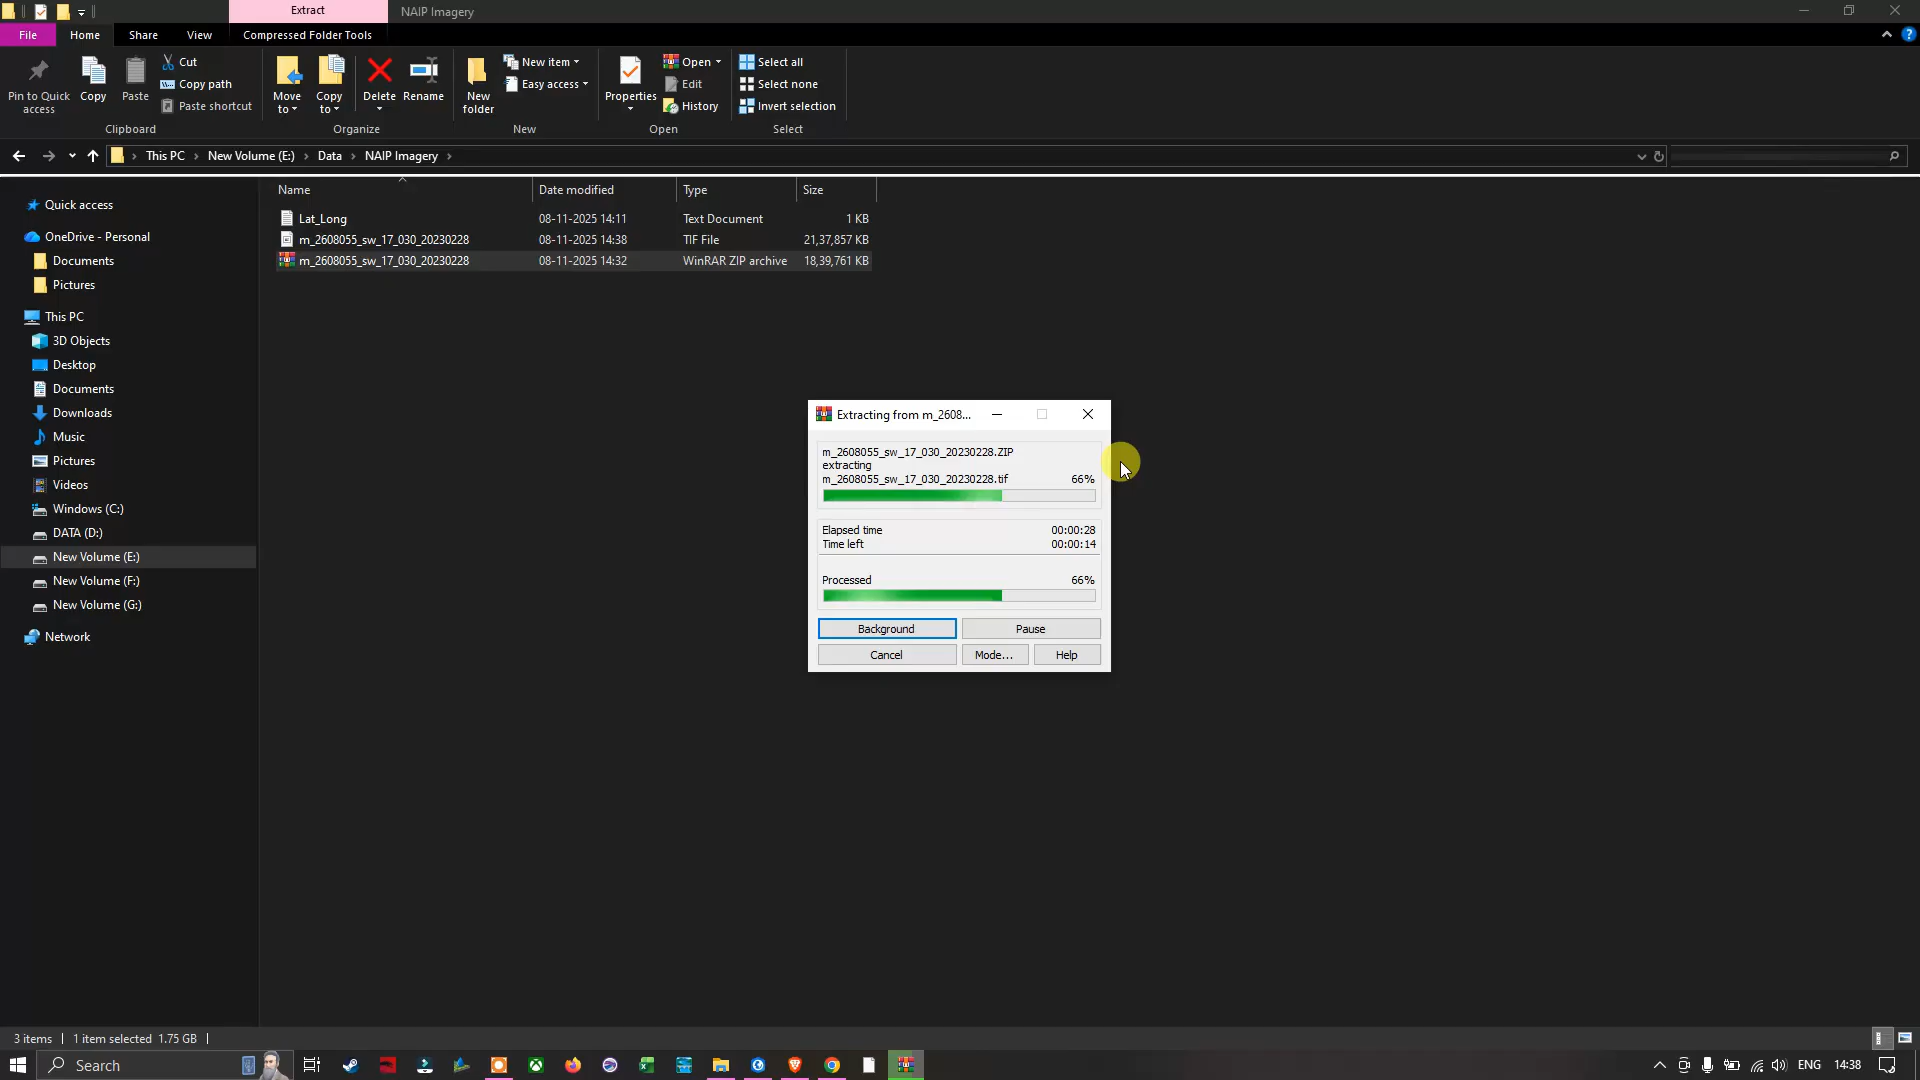 Extract
NAIP Imagery
File
Home
Share
View
Compressed Folder Tools
Pin to Quick access
Copy
Paste
Cut
Copy path
Paste shortcut
Clipboard
Move to
Copy to
Delete
Rename
Organize
New folder
New item
Easy access
New
Properties
Open
Edit
History
Open
Select all
Select none
Invert selection
Select
This PC
New Volume (E:)
Data
NAIP Imagery
Name
Date modified
Type
Size
Lat_Long
08-11-2025 14:11
Text Document
1 KB
m_2608055_sw_17_030_20230228
08-11-2025 14:38
TIF File
21,37,857 KB
m_2608055_sw_17_030_20230228
08-11-2025 14:32
WinRAR ZIP archive
18,39,761 KB
Quick access
OneDrive - Personal
Documents
Pictures
This PC
3D Objects
Desktop
Documents
Downloads
Music
Pictures
Videos
Windows (C:)
DATA (D:)
New Volume (E:)
New Volume (F:)
New Volume (G:)
Network
Extracting from m_2608...
m_2608055_sw_17_030_20230228.ZIP
extracting
m_2608055_sw_17_030_20230228.tif 66%
Elapsed time 00:00:28
Time left 00:00:14
Processed 66%
Background
Pause
Cancel
Mode...
Help
3 items
1 item selected 1.75 GB
Search
ENG
14:38